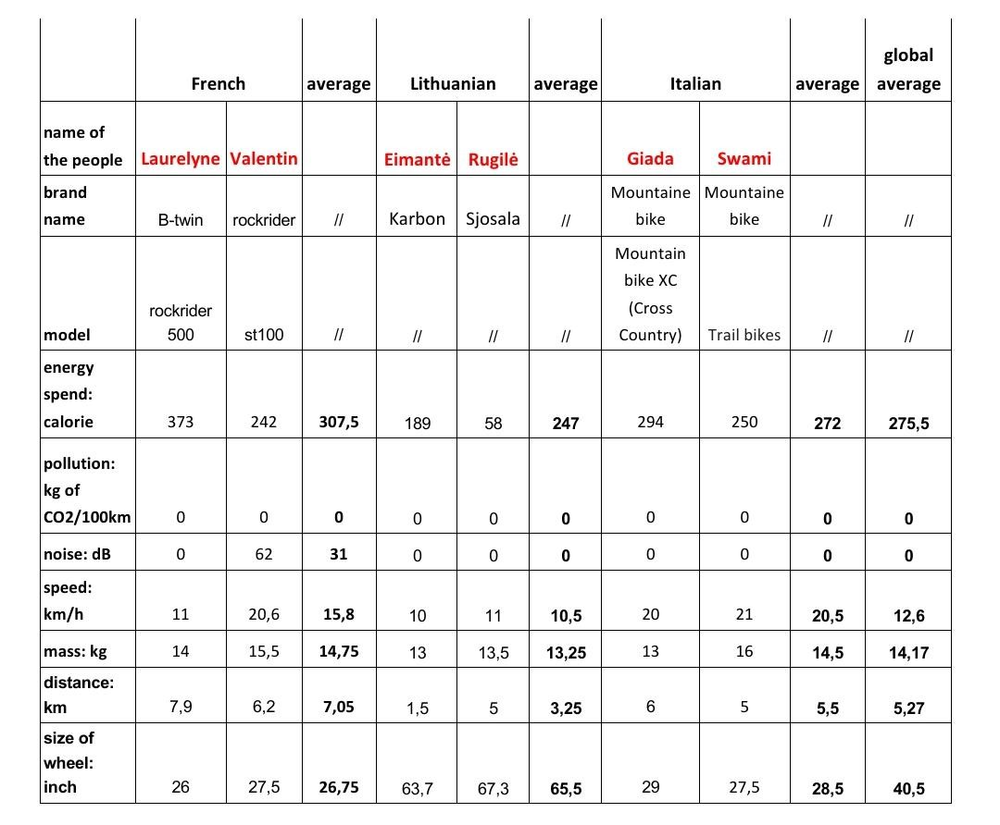 French average Lithuanian average Italian average global average
name of the people Laurelyne Valentin Eimantė Rugilė Giada Swami
brand name B-twin rockrider // Karbon Sjosala // Mountaine bike Mountaine bike // //
model rockrider 500 st100 // // // // Mountain bike XC (Cross Country) Trail bikes // //
energy spend: calorie 373 242 307,5 189 58 247 294 250 272 275,5
pollution: kg of CO2/100km 0 0 0 0 0 0 0 0 0 0
noise: dB 0 62 31 0 0 0 0 0 0 0
speed: km/h 11 20,6 15,8 10 11 10,5 20 21 20,5 12,6
mass: kg 14 15,5 14,75 13 13,5 13,25 13 16 14,5 14,17
distance: km 7,9 6,2 7,05 1,5 5 3,25 6 5 5,5 5,27
size of wheel: inch 26 27,5 26,75 63,7 67,3 65,5 29 27,5 28,5 40,5